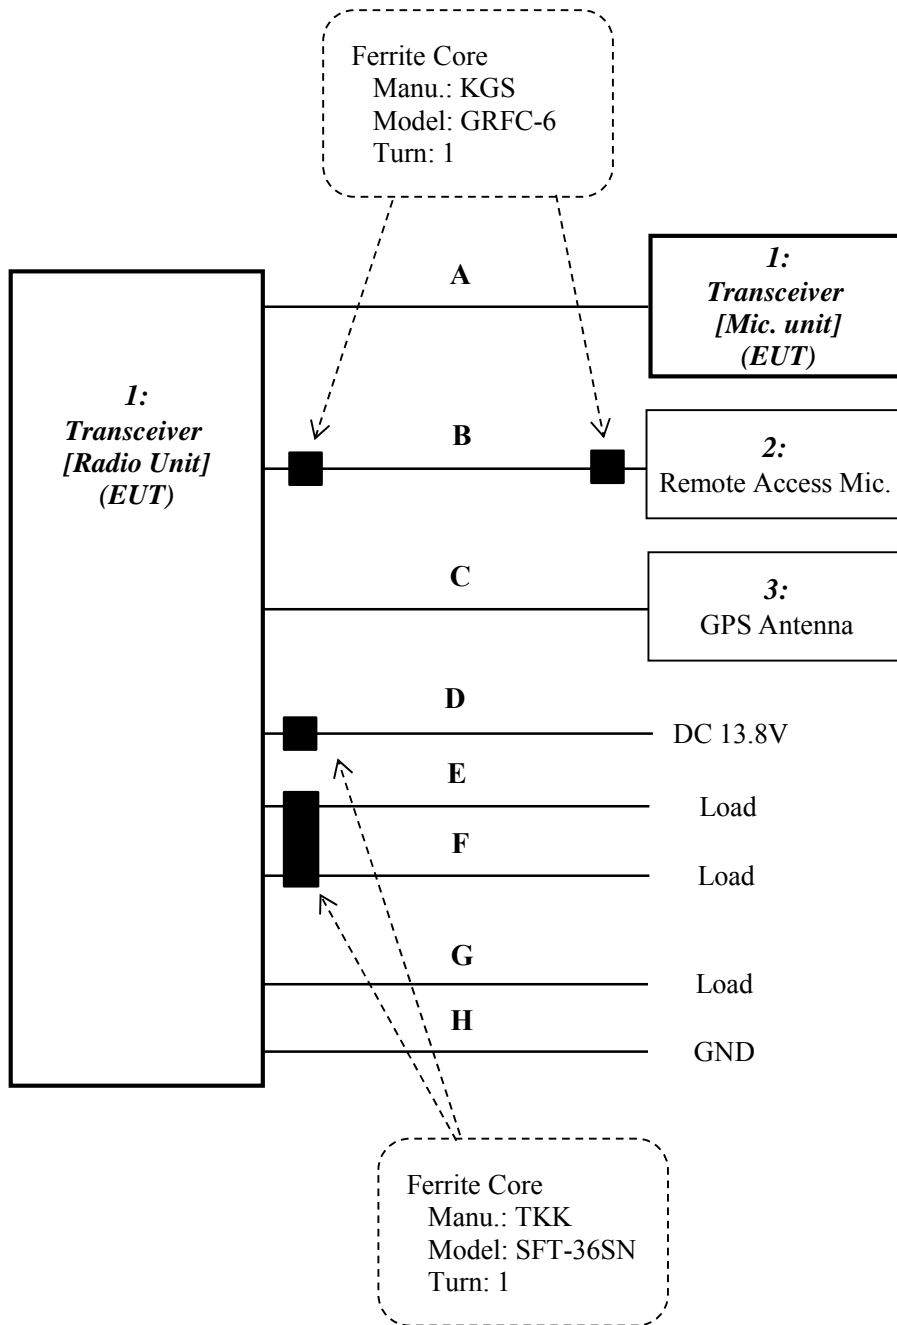 Ferrite Core
Manu.: KGS
Model: GRFC-6
Turn: 1
A
1:
Transceiver
[Mic. unit]
(EUT)
1:
Transceiver
[Radio Unit]
(EUT)
B
2:
Remote Access Mic.
C
3:
GPS Antenna
D
DC 13.8V
E
Load
F
Load
G
Load
H
GND
Ferrite Core
Manu.: TKK
Model: SFT-36SN
Turn: 1